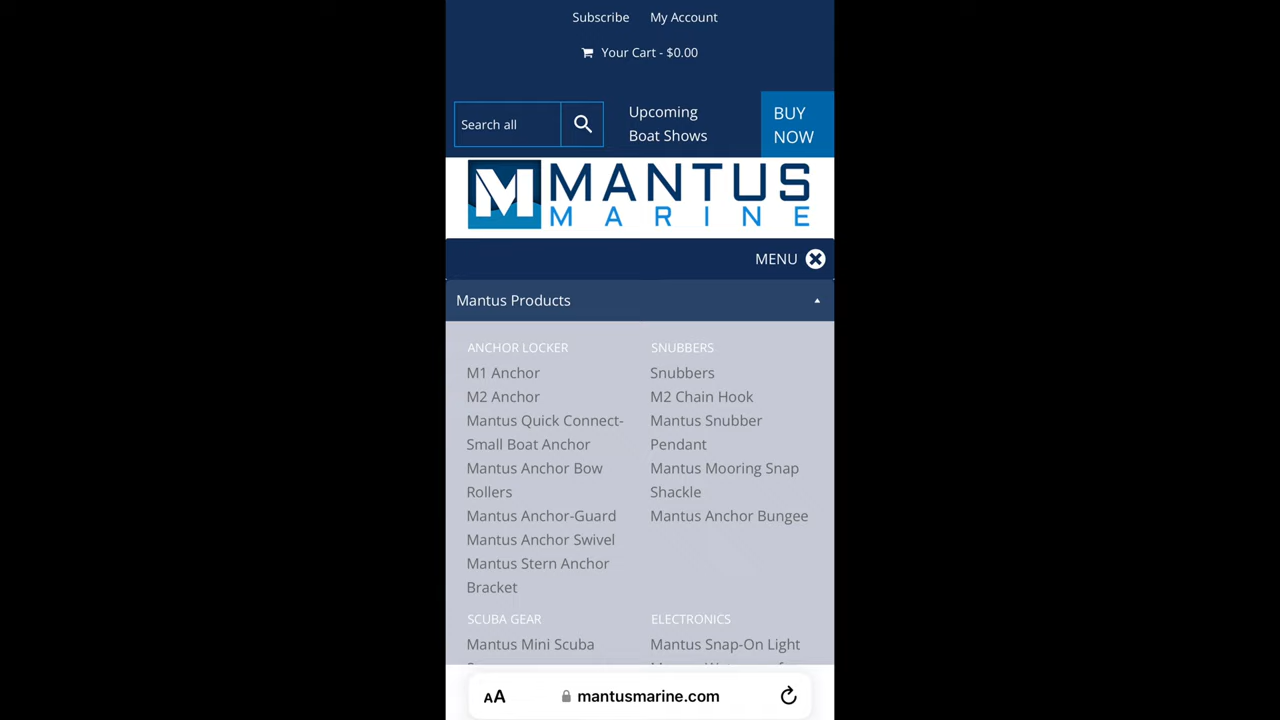 Subscribe My Account
Your Cart - $0.00
Search all
Upcoming
Boat Shows
BUY
NOW
M MANTUS
MARINE
MENU
Mantus Products
ANCHOR LOCKER
M1 Anchor
M2 Anchor
Mantus Quick Connect-
Small Boat Anchor
Mantus Anchor Bow
Rollers
Mantus Anchor-Guard
Mantus Anchor Swivel
Mantus Stern Anchor
Bracket
SNUBBERS
Snubbers
M2 Chain Hook
Mantus Snubber
Pendant
Mantus Mooring Snap
Shackle
Mantus Anchor Bungee
SCUBA GEAR
Mantus Mini Scuba
ELECTRONICS
Mantus Snap-On Light
AA mantusmarine.com